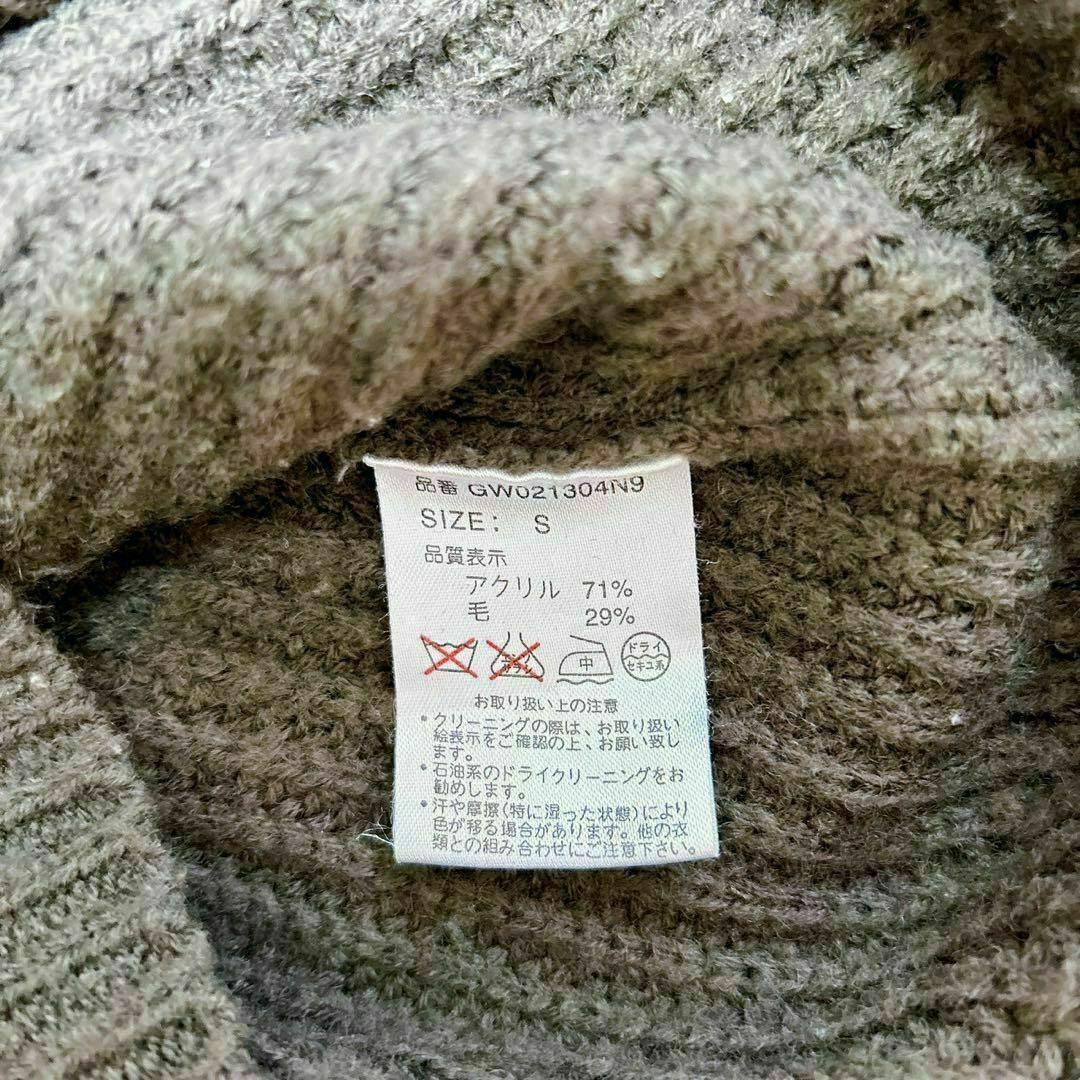 品番 GW021304N9
SIZE: S
品質表示
アクリル 71%
毛 29%
エンソ サラシ 中 ドライ セキユ系
お取り扱い上の注意
・クリーニングの際は、お取り扱い
絵表示をご確認の上、お願い致し
ます。
・石油系のドライクリーニングをお
勧めします。
・汗や摩擦(特に湿った状態)により
色が移る場合があります。他の衣
類との組み合わせにご注意下さい。